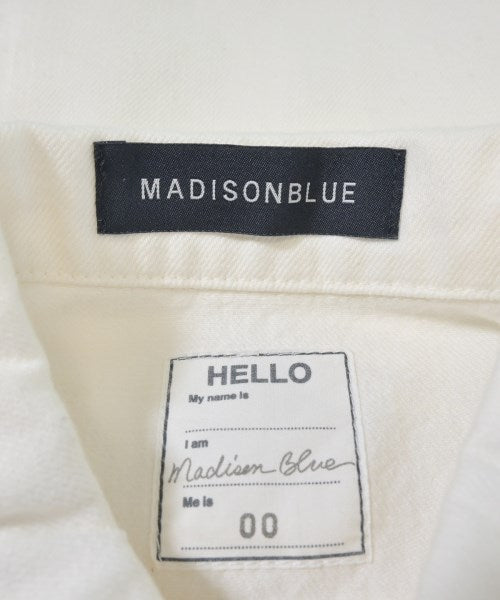 MADISONBLUE
HELLO
My name is
I am
Madison Blue
Me is
00